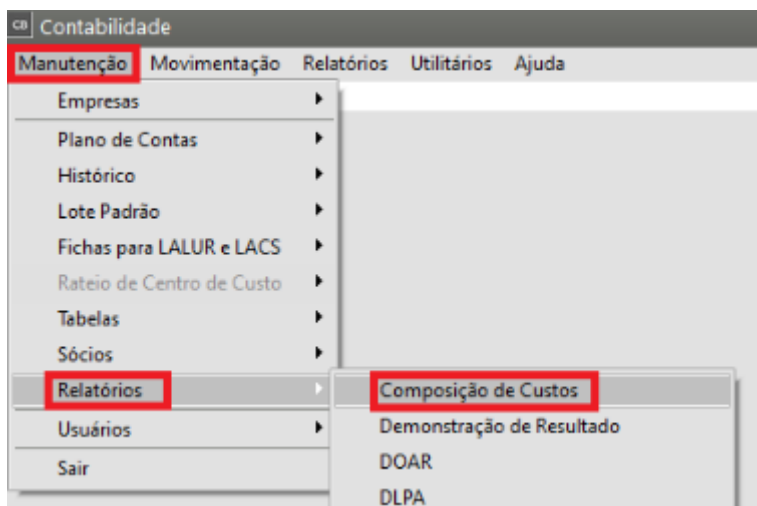 CB Contabilidade
Manutenção Movimentação Relatórios Utilitários Ajuda
Empresas
Plano de Contas
Histórico
Lote Padrão
Fichas para LALUR e LACS
Rateio de Centro de Custo
Tabelas
Sócios
Relatórios
Usuários
Sair
Composição de Custos
Demonstração de Resultado
DOAR
DLPA